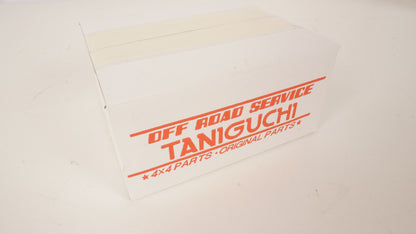 OFF ROAD SERVICE
TANIGUCHI
★4×4 PARTS・ORIGINAL PARTS★